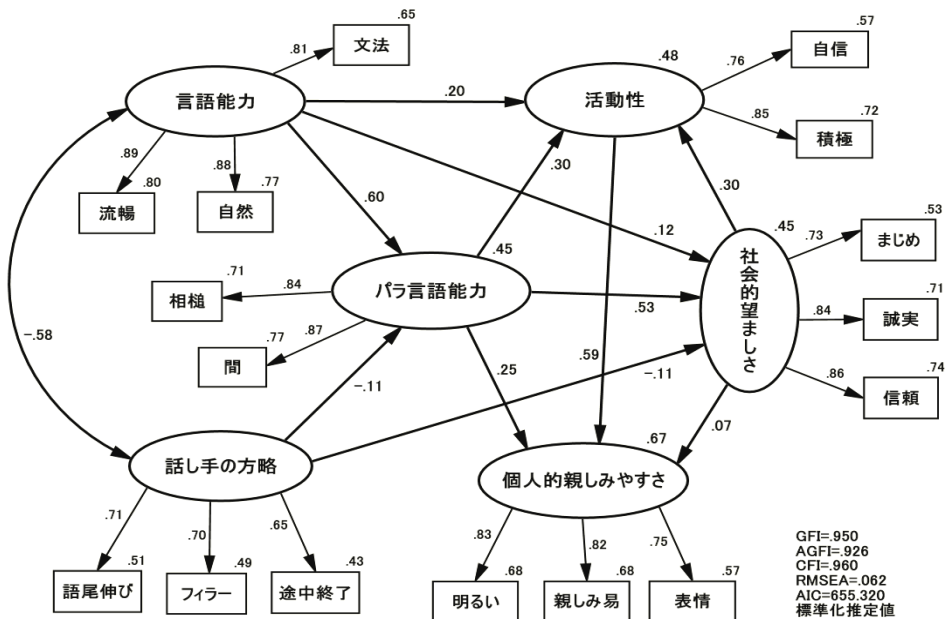 .65
文法
.81
言語能力
.89
.80
流暢
.88
.77
自然
.20
.48
活動性
.76
.57
自信
.85
.72
積極
.60
.30
.12
.30
.45
社会的望ましさ
.73
.53
まじめ
.84
.71
誠実
.86
.74
信頼
.45
パラ言語能力
.71
相槌
.84
.77
間
.87
.53
-.58
-.11
.25
.59
-.11
.07
話し手の方略
.71
.51
語尾伸び
.70
.49
フィラー
.65
.43
途中終了
.67
個人的親しみやすさ
.83
.68
明るい
.82
.68
親しみ易
.75
.57
表情
GFI=.950
AGFI=.926
CFI=.960
RMSEA=.062
AIC=655.320
標準化推定値